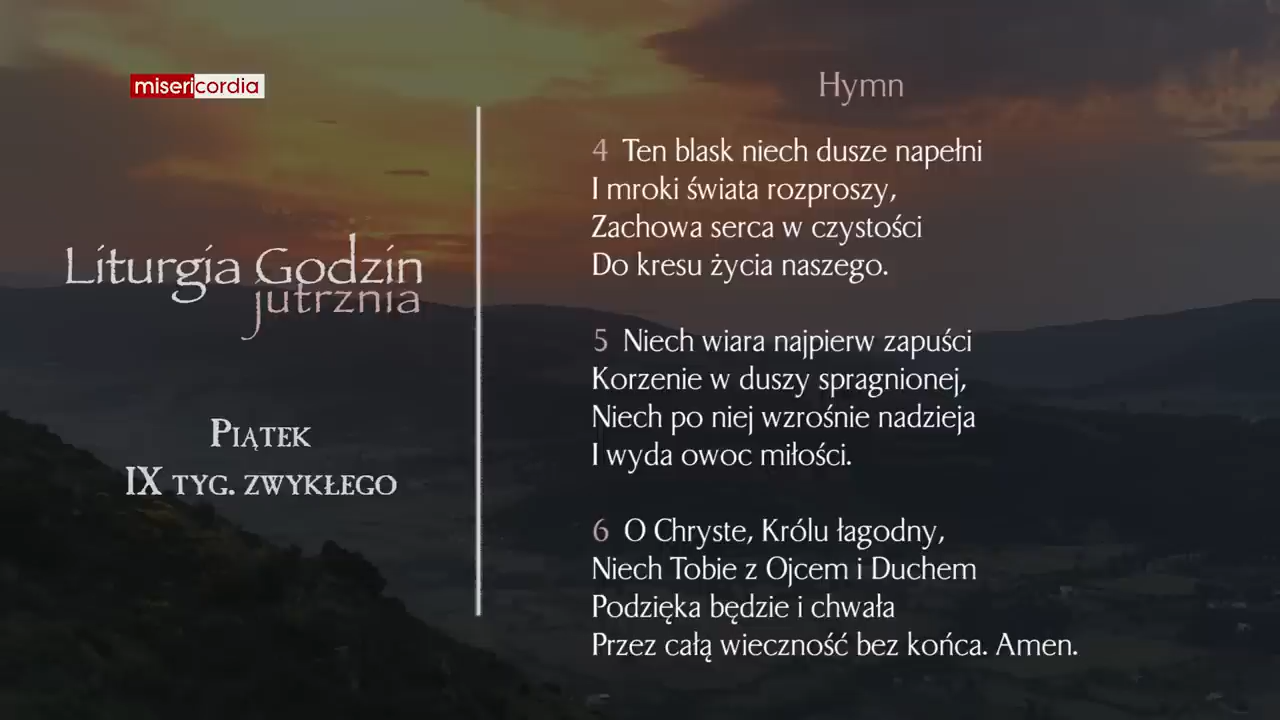 misericordia
Liturgia Godzin
jutrznia
Piątek
IX tyg. zwykłego
Hymn
4 Ten blask niech dusze napełni
I mroki świata rozproszy,
Zachowa serca w czystości
Do kresu życia naszego.
5 Niech wiara najpierw zapuści
Korzenie w duszy spragnionej,
Niech po niej wzrośnie nadzieja
I wyda owoc miłości.
6 O Chryste, Królu łagodny,
Niech Tobie z Ojcem i Duchem
Podzięka będzie i chwała
Przez całą wieczność bez końca. Amen.